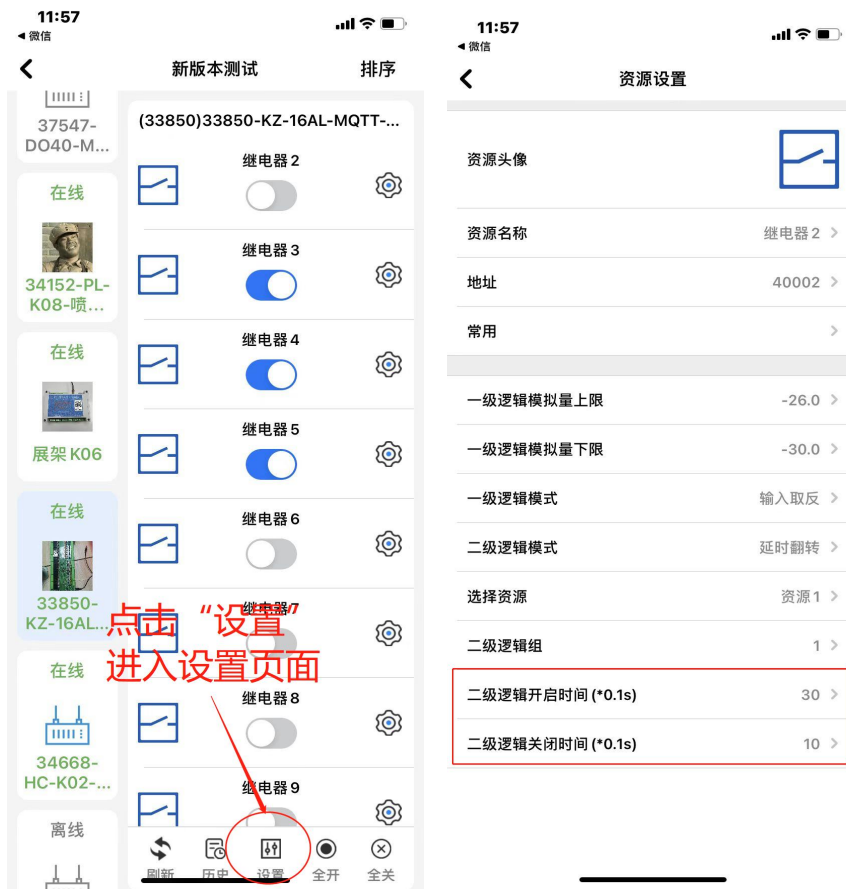 11:57
微信
新版本测试
排序
37547-
DO40-M...
在线
34152-PL-
K08-喷...
在线
展架K06
在线
33850-
KZ-16AL...
在线
34668-
HC-K02-...
离线
(33850)33850-KZ-16AL-MQTT-...
继电器2
继电器3
继电器4
继电器5
继电器6
继电器7
继电器8
继电器9
点击“设置”
进入设置页面
刷新
历史
设置
全开
全关
11:57
微信
资源设置
资源头像
资源名称 继电器2
地址 40002
常用
一级逻辑模拟量上限 -26.0
一级逻辑模拟量下限 -30.0
一级逻辑模式 输入取反
二级逻辑模式 延时翻转
选择资源 资源1
二级逻辑组 1
二级逻辑开启时间(*0.1s) 30
二级逻辑关闭时间(*0.1s) 10